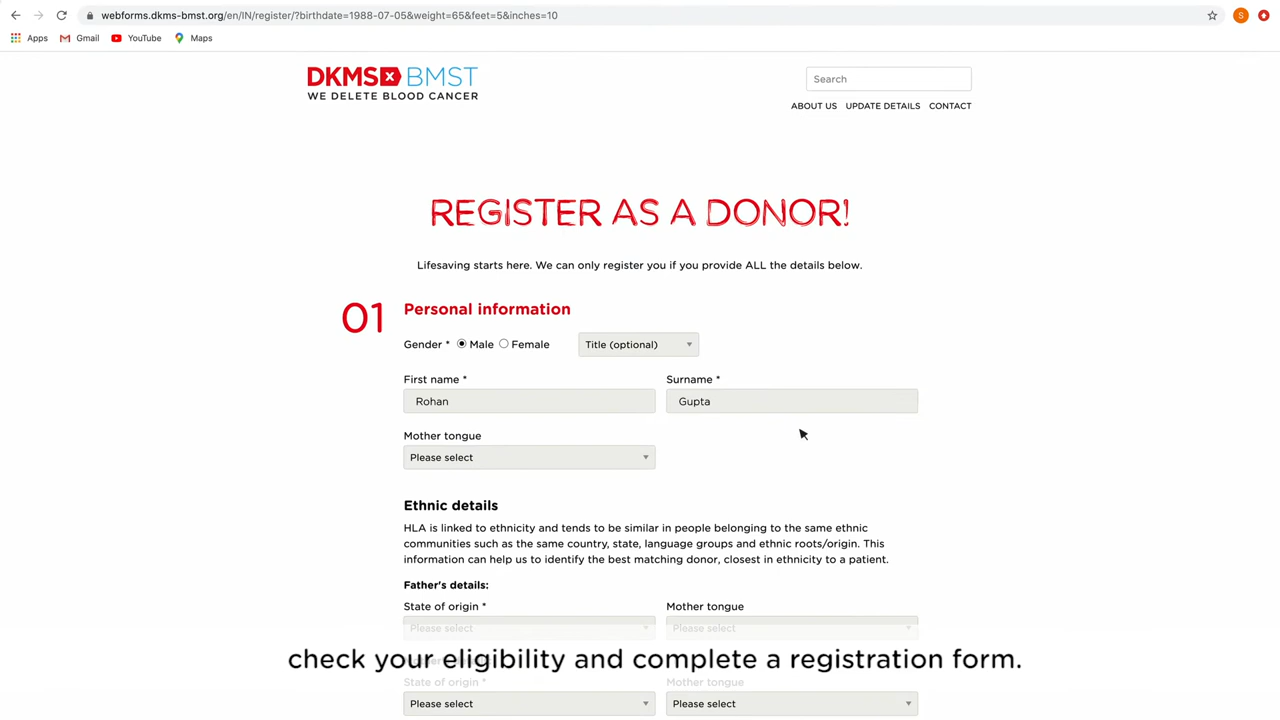 webforms.dkms-bmst.org/en/IN/register/?birthdate=1988-07-05&weight=65&feet=5&inches=10
S
Apps Gmail YouTube Maps
DKMS x BMST
WE DELETE BLOOD CANCER
Search
ABOUT US UPDATE DETAILS CONTACT
REGISTER AS A DONOR!
Lifesaving starts here. We can only register you if you provide ALL the details below.
01 Personal information
Gender * Male Female Title (optional)
First name * Surname *
Rohan Gupta
Mother tongue
Please select
Ethnic details
HLA is linked to ethnicity and tends to be similar in people belonging to the same ethnic
communities such as the same country, state, language groups and ethnic roots/origin. This
information can help us to identify the best matching donor, closest in ethnicity to a patient.
Father's details:
State of origin * Mother tongue
Please select Please select
check your eligibility and complete a registration form.
State of origin * Mother tongue
Please select Please select